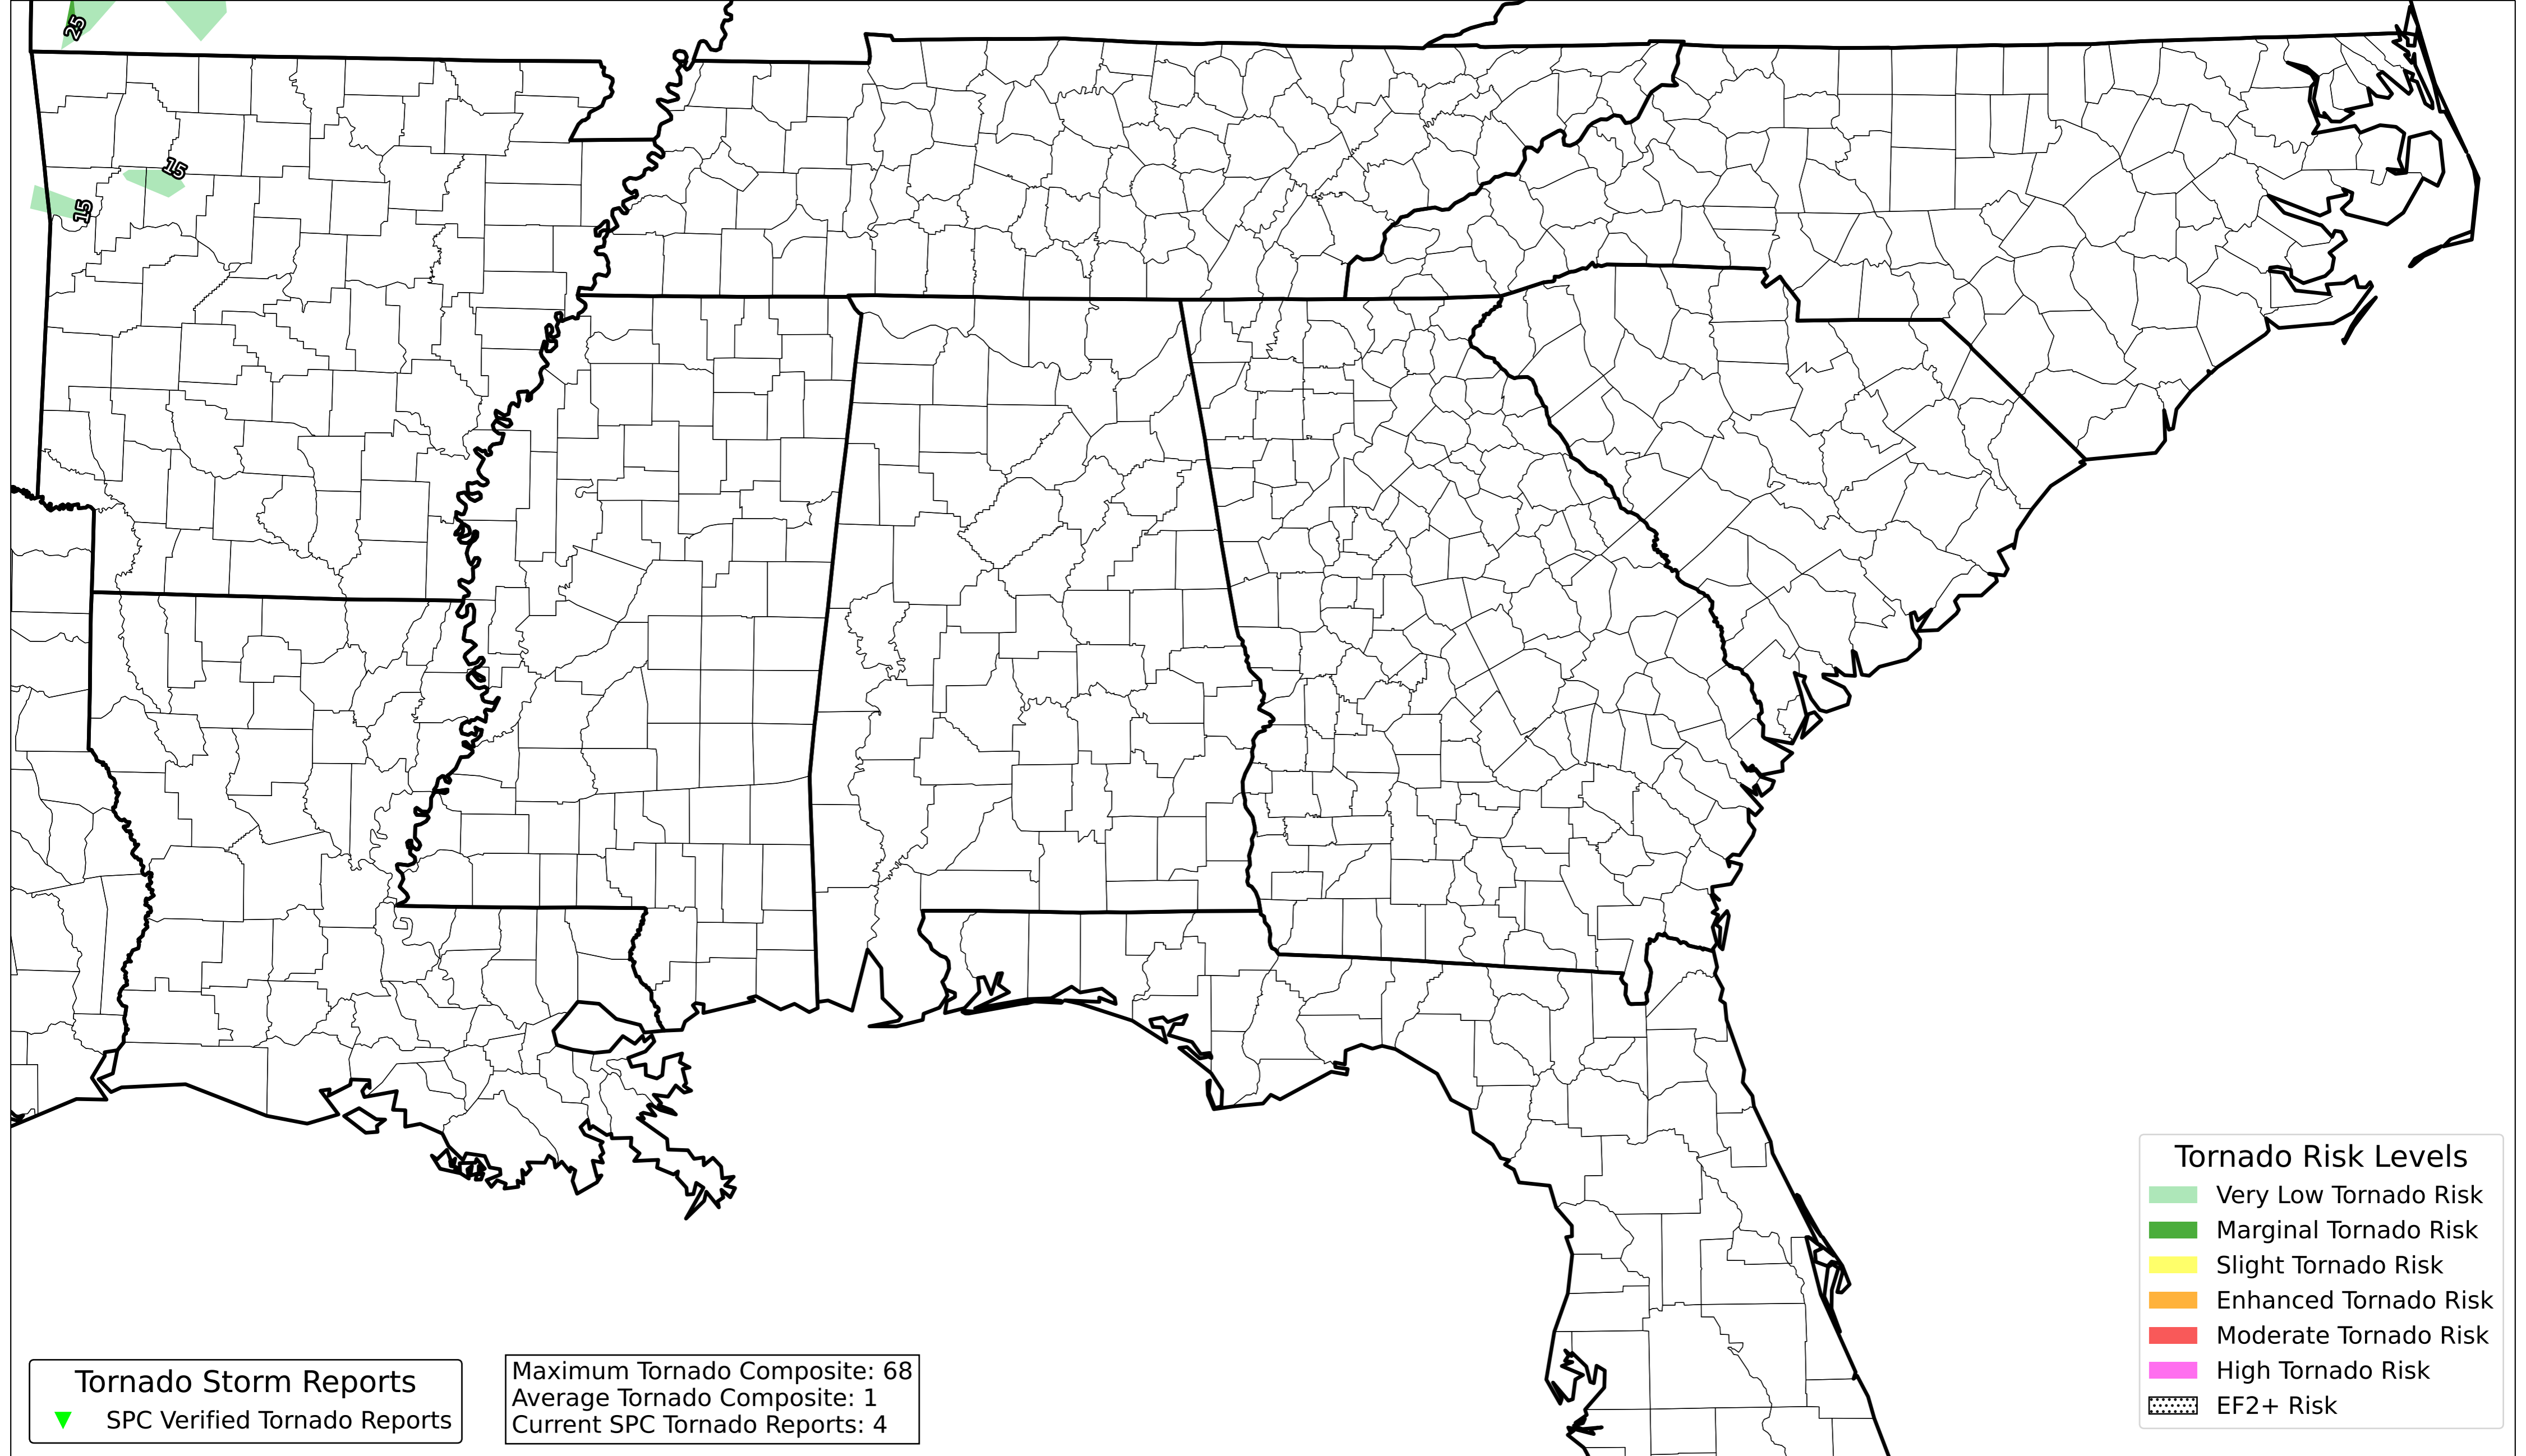 25
15
15
Tornado Risk Levels
Very Low Tornado Risk
Marginal Tornado Risk
Slight Tornado Risk
Enhanced Tornado Risk
Moderate Tornado Risk
High Tornado Risk
EF2+ Risk
Tornado Storm Reports
SPC Verified Tornado Reports
Maximum Tornado Composite: 68
Average Tornado Composite: 1
Current SPC Tornado Reports: 4